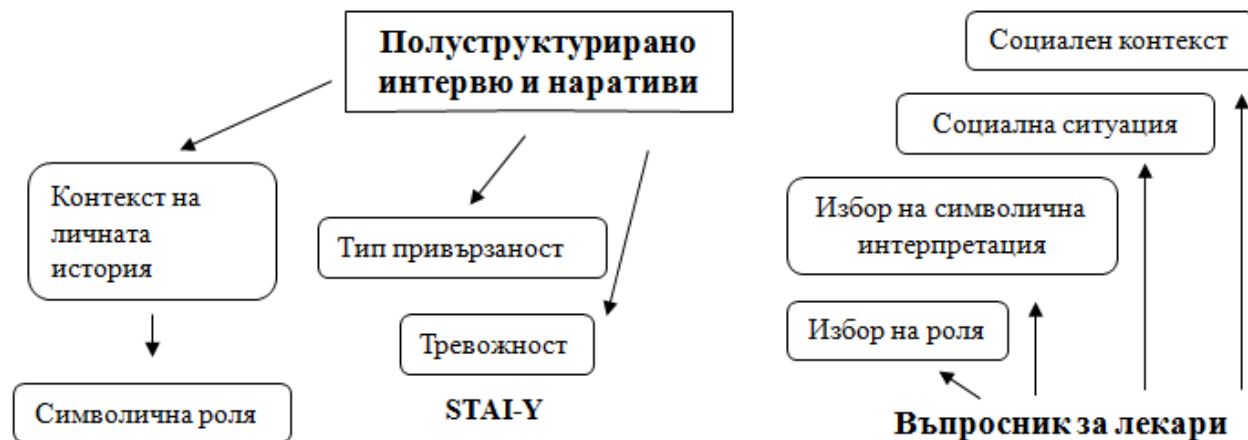 Полуструктурирано
интервю и наративи
Контекст на
личната
история
Символична роля
Тип привързаност
Тревожност
STAI-Y
Социален контекст
Социална ситуация
Избор на символична
интерпретация
Избор на роля
Въпросник за лекари